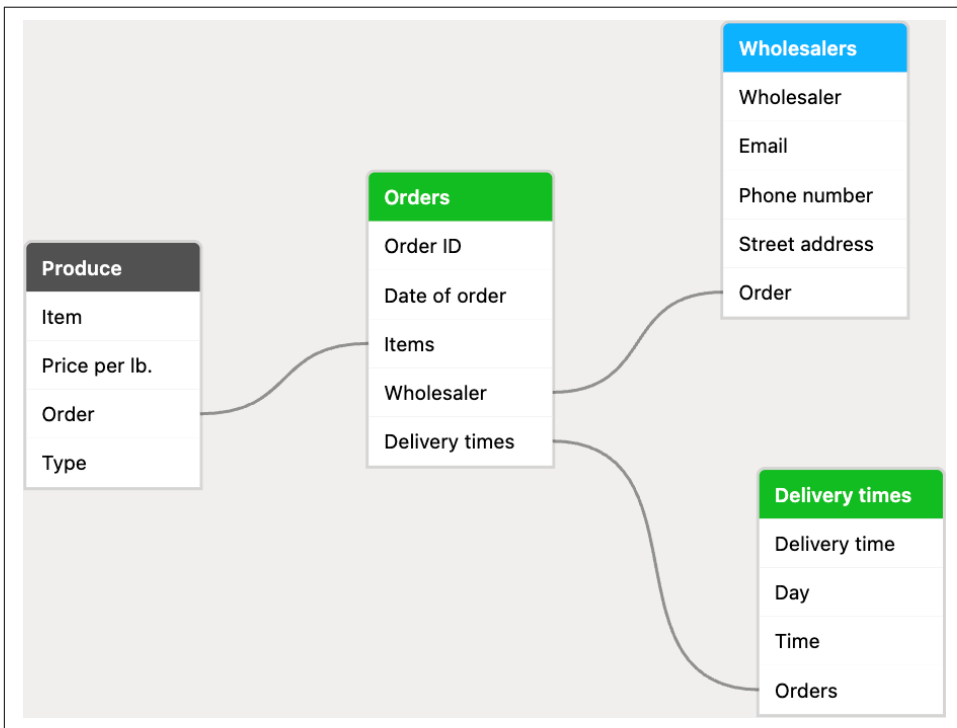 Wholesalers
Wholesaler
Email
Phone number
Street address
Order
Orders
Order ID
Date of order
Items
Wholesaler
Delivery times
Produce
Item
Price per lb.
Order
Type
Delivery times
Delivery time
Day
Time
Orders